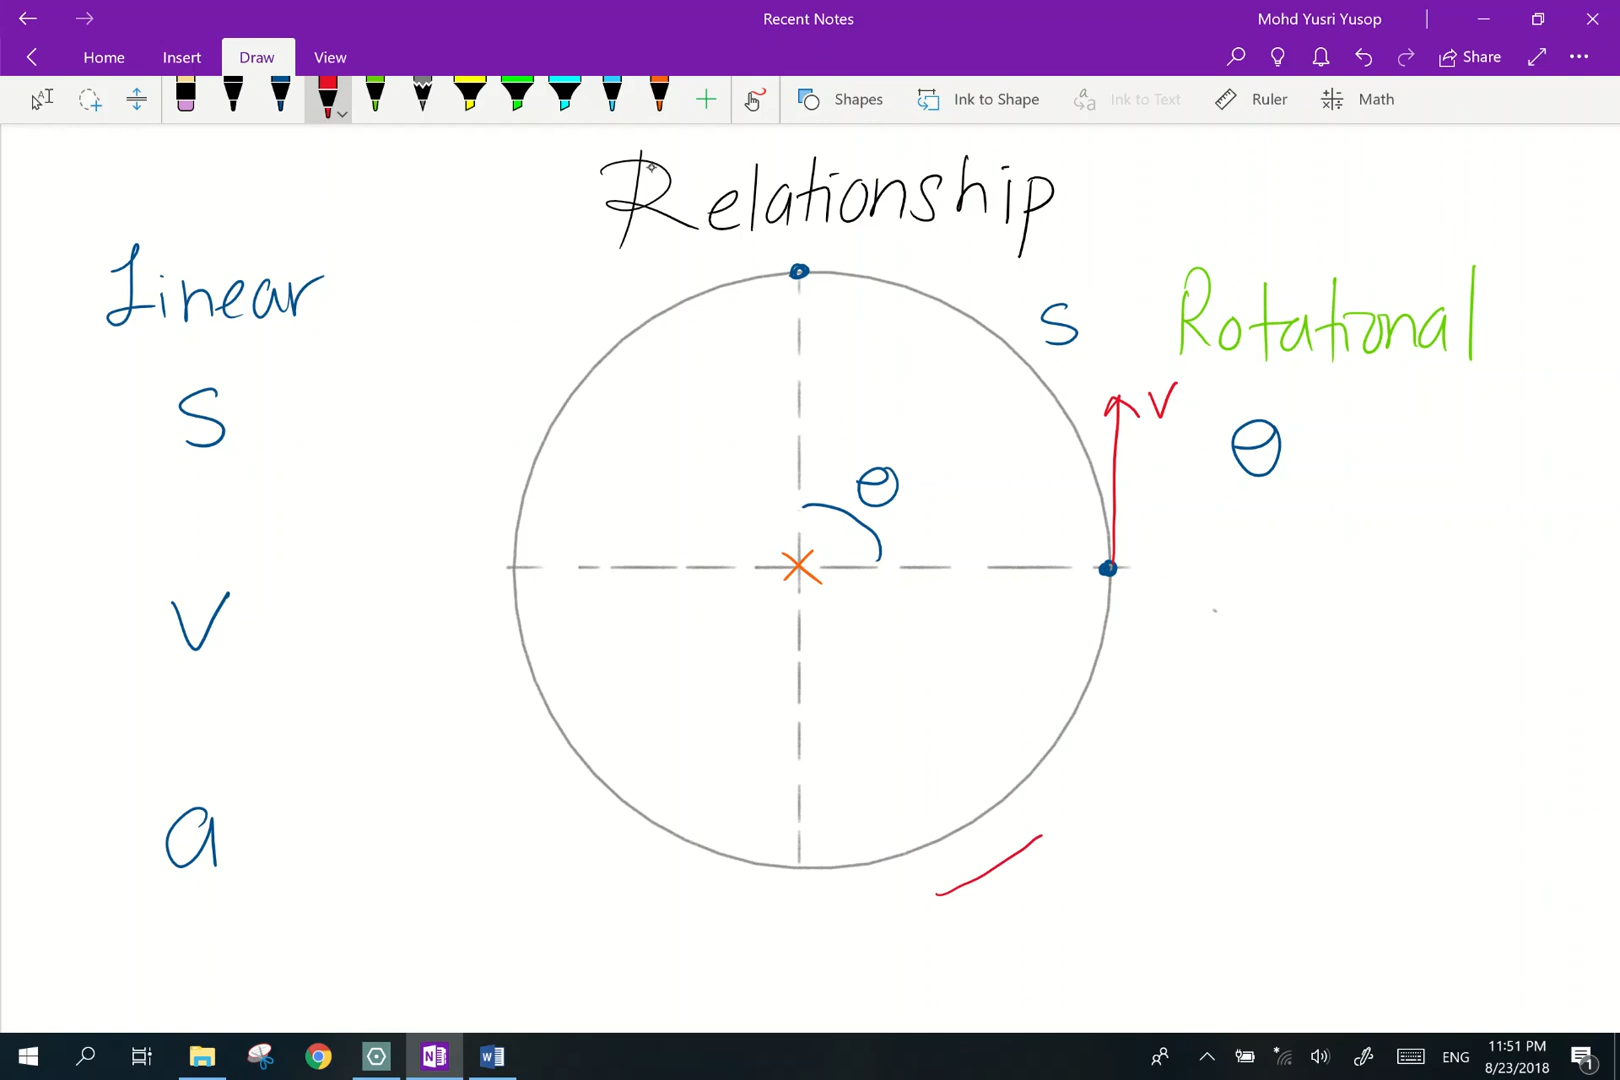 Recent Notes
Mohd Yusri Yusop
Home Insert Draw View
Share
Shapes Ink to Shape Ink to Text Ruler Math
Relationship
Linear
Rotational
S
S
V
θ
θ
V
a
ENG
11:51 PM
8/23/2018
1